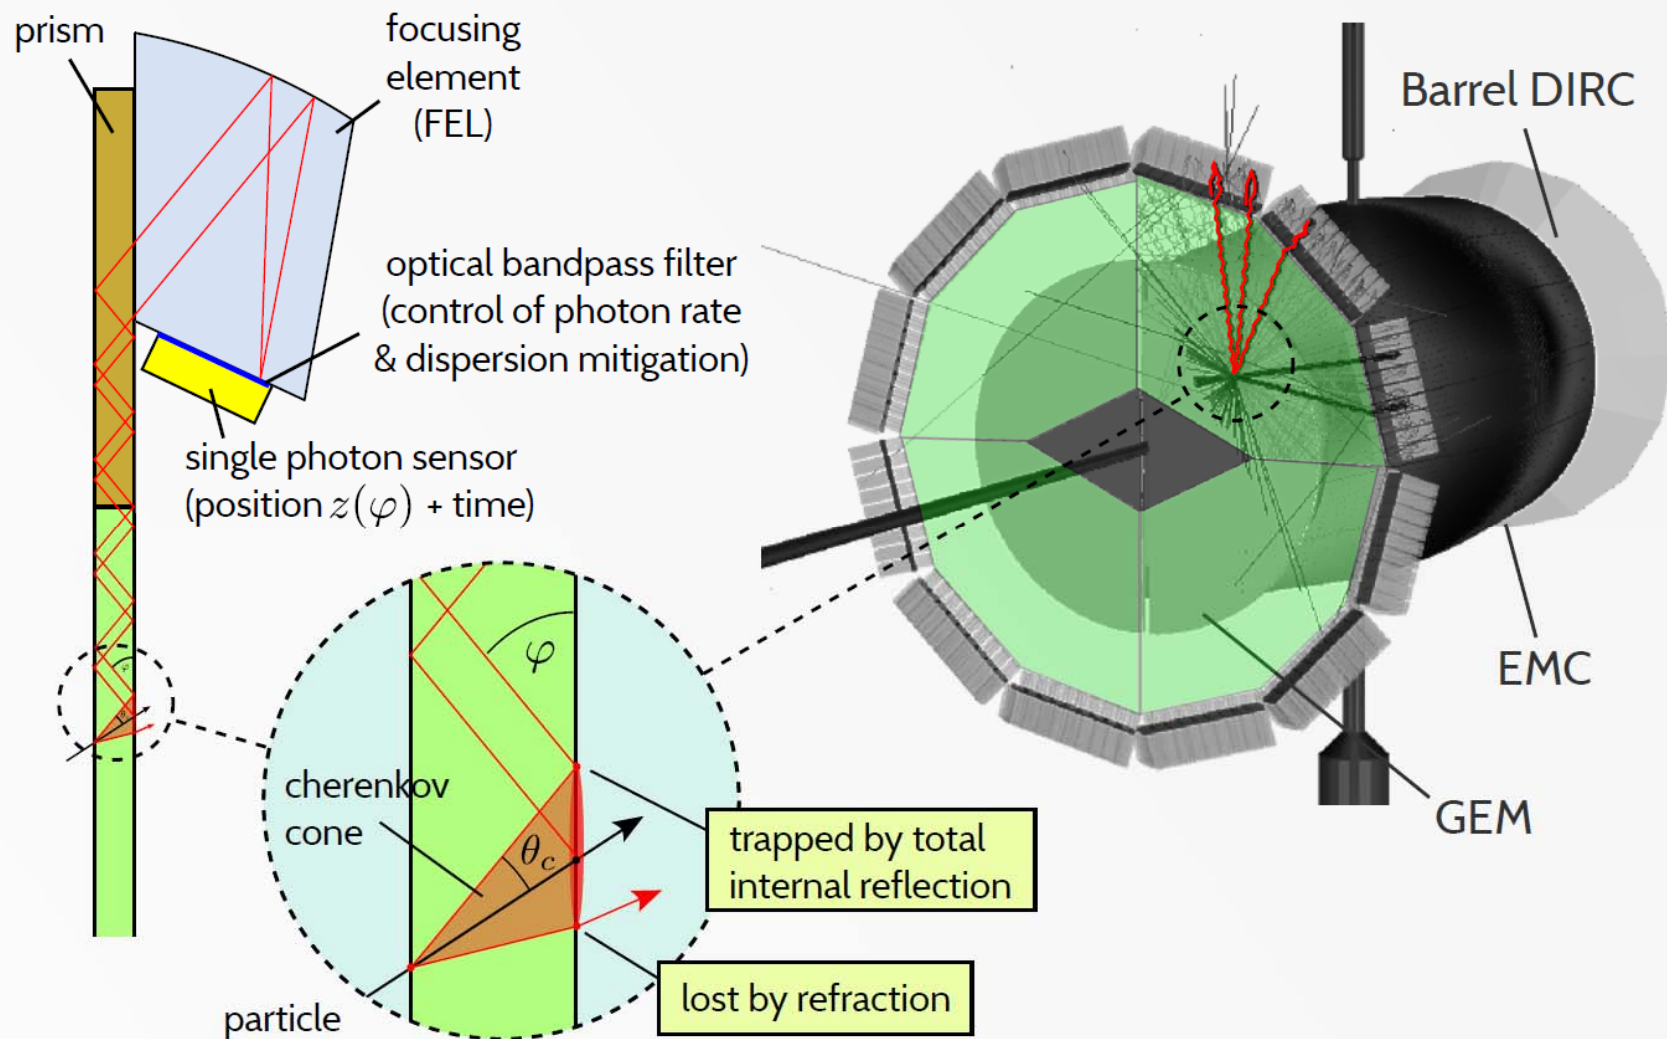 prism
focusing
element
(FEL)
optical bandpass filter
(control of photon rate
& dispersion mitigation)
single photon sensor
(position z(φ) + time)
φ
cherenkov
cone
θc
φ
particle
trapped by total
internal reflection
lost by refraction
Barrel DIRC
EMC
GEM